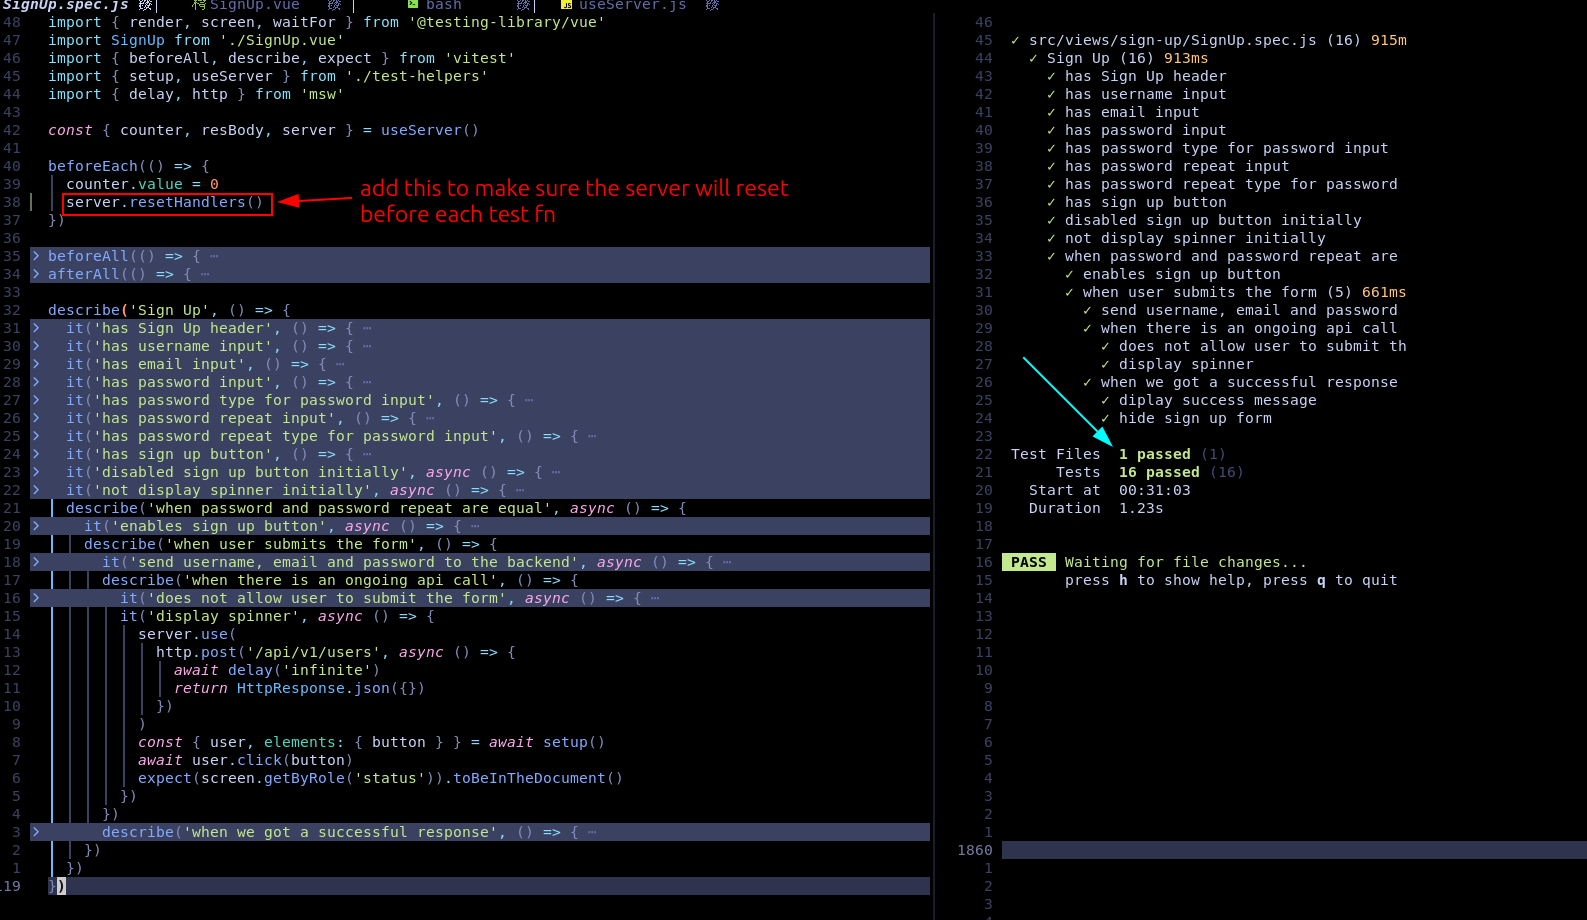 SignUp.spec.js SignUp.vue bash useServer.js
48 import { render, screen, waitFor } from '@testing-library/vue'
47 import SignUp from './SignUp.vue'
46 import { beforeAll, describe, expect } from 'vitest'
45 import { setup, useServer } from './test-helpers'
44 import { delay, http } from 'msw'
43
42 const { counter, resBody, server } = useServer()
41
40 beforeEach(() => {
39 counter.value = 0
38 server.resetHandlers()
37 })
36
35 beforeAll(() => { ⋯
34 afterAll(() => { ⋯
33
32 describe('Sign Up', () => {
31 it('has Sign Up header', () => { ⋯
30 it('has username input', () => { ⋯
29 it('has email input', () => { ⋯
28 it('has password input', () => { ⋯
27 it('has password type for password input', () => { ⋯
26 it('has password repeat input', () => { ⋯
25 it('has password repeat type for password input', () => { ⋯
24 it('has sign up button', () => { ⋯
23 it('disabled sign up button initially', async () => { ⋯
22 it('not display spinner initially', async () => { ⋯
21 describe('when password and password repeat are equal', async () => {
20 it('enables sign up button', async () => { ⋯
19 describe('when user submits the form', () => {
18 it('send username, email and password to the backend', async () => { ⋯
17 describe('when there is an ongoing api call', () => {
16 it('does not allow user to submit the form', async () => { ⋯
15 it('display spinner', async () => {
14 server.use(
13 http.post('/api/v1/users', async () => {
12 await delay('infinite')
11 return HttpResponse.json({})
10 })
9 )
8 const { user, elements: { button } } = await setup()
7 await user.click(button)
6 expect(screen.getByRole('status')).toBeInTheDocument()
5 })
4 })
3 describe('when we got a successful response', () => { ⋯
2 })
1 })
19 })
add this to make sure the server will reset
before each test fn
46
45 ✓ src/views/sign-up/SignUp.spec.js (16) 915m
44 ✓ Sign Up (16) 913ms
43 ✓ has Sign Up header
42 ✓ has username input
41 ✓ has email input
40 ✓ has password input
39 ✓ has password type for password input
38 ✓ has password repeat input
37 ✓ has password repeat type for password
36 ✓ has sign up button
35 ✓ disabled sign up button initially
34 ✓ not display spinner initially
33 ✓ when password and password repeat are
32 ✓ enables sign up button
31 ✓ when user submits the form (5) 661ms
30 ✓ send username, email and password
29 ✓ when there is an ongoing api call
28 ✓ does not allow user to submit th
27 ✓ display spinner
26 ✓ when we got a successful response
25 ✓ diplay success message
24 ✓ hide sign up form
23
22 Test Files 1 passed (1)
21 Tests 16 passed (16)
20 Start at 00:31:03
19 Duration 1.23s
18
17
16 PASS Waiting for file changes...
15 press h to show help, press q to quit
14
13
12
11
10
9
8
7
6
5
4
3
2
1
1860
1
2
3